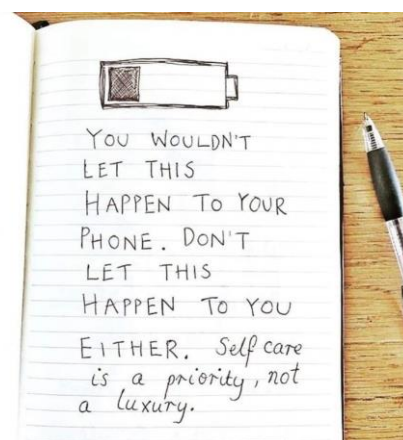 YOU WOULDN'T
LET THIS
HAPPEN TO YOUR
PHONE. DON'T
LET THIS
HAPPEN TO YOU
EITHER. Self care
is a priority, not
a luxury.